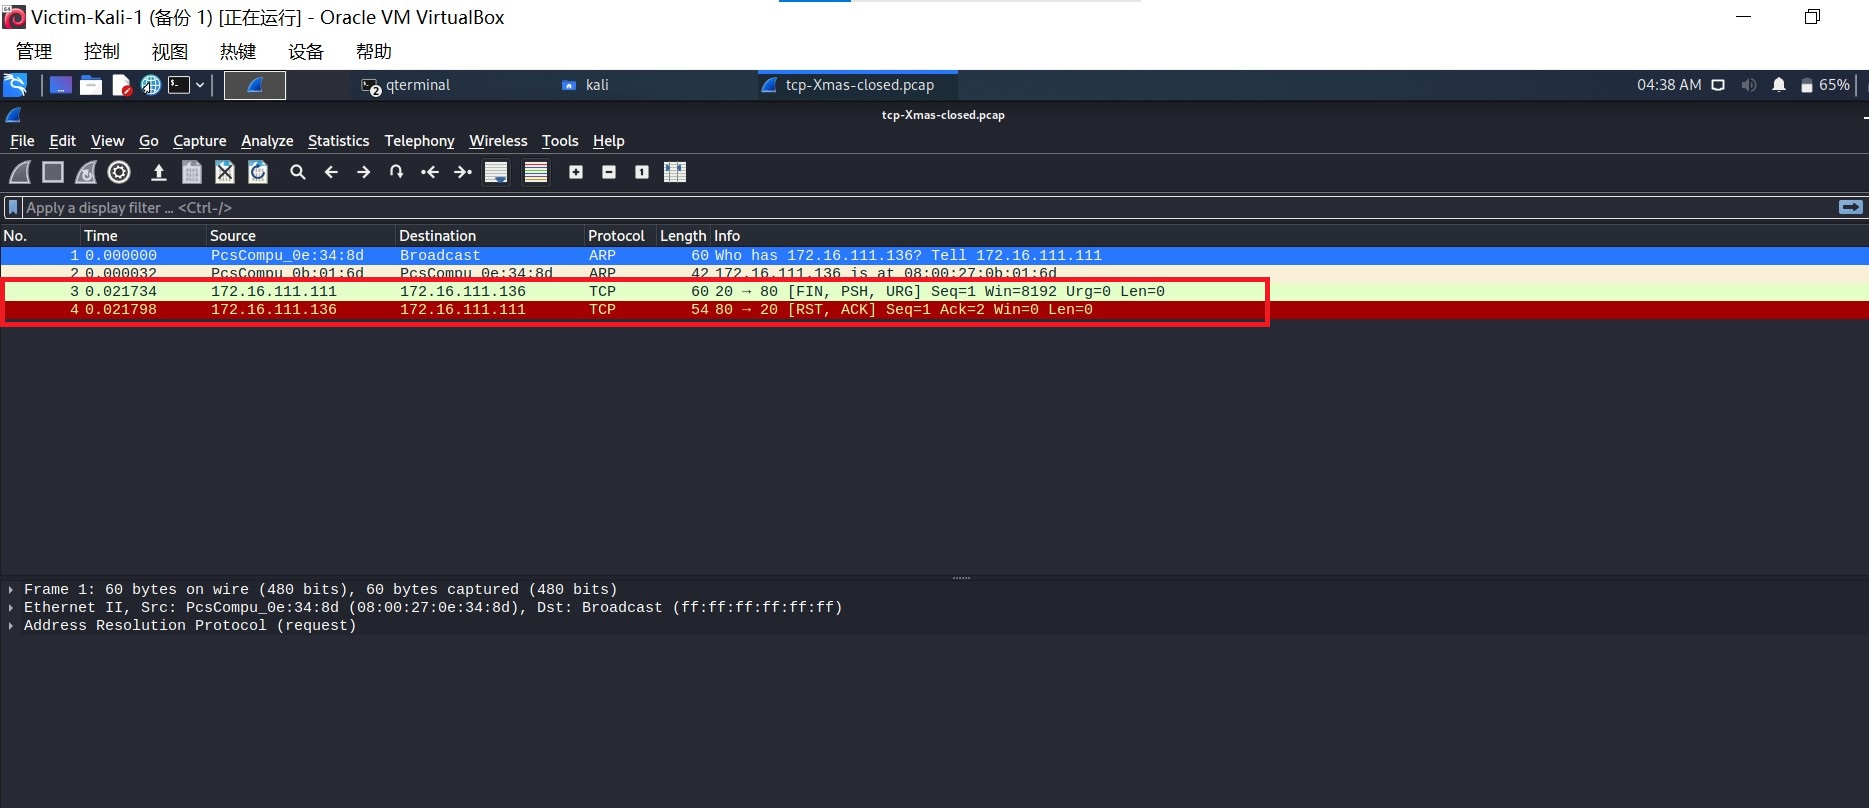 Victim-Kali-1 (备份 1) [正在运行] - Oracle VM VirtualBox
管理 控制 视图 热键 设备 帮助
2 qterminal kali tcp-Xmas-closed.pcap 04:38 AM 65%
tcp-Xmas-closed.pcap
File Edit View Go Capture Analyze Statistics Telephony Wireless Tools Help
Apply a display filter ... <Ctrl-/>
No. Time Source Destination Protocol Length Info
1 0.000000 PcsCompu_0e:34:8d Broadcast ARP 60 Who has 172.16.111.136? Tell 172.16.111.111
2 0.000032 PcsCompu_0b:01:6d PcsCompu_0e:34:8d ARP 42 172.16.111.136 is at 08:00:27:0b:01:6d
3 0.021734 172.16.111.111 172.16.111.136 TCP 60 20 → 80 [FIN, PSH, URG] Seq=1 Win=8192 Urg=0 Len=0
4 0.021798 172.16.111.136 172.16.111.111 TCP 54 80 → 20 [RST, ACK] Seq=1 Ack=2 Win=0 Len=0
Frame 1: 60 bytes on wire (480 bits), 60 bytes captured (480 bits)
Ethernet II, Src: PcsCompu_0e:34:8d (08:00:27:0e:34:8d), Dst: Broadcast (ff:ff:ff:ff:ff:ff)
Address Resolution Protocol (request)